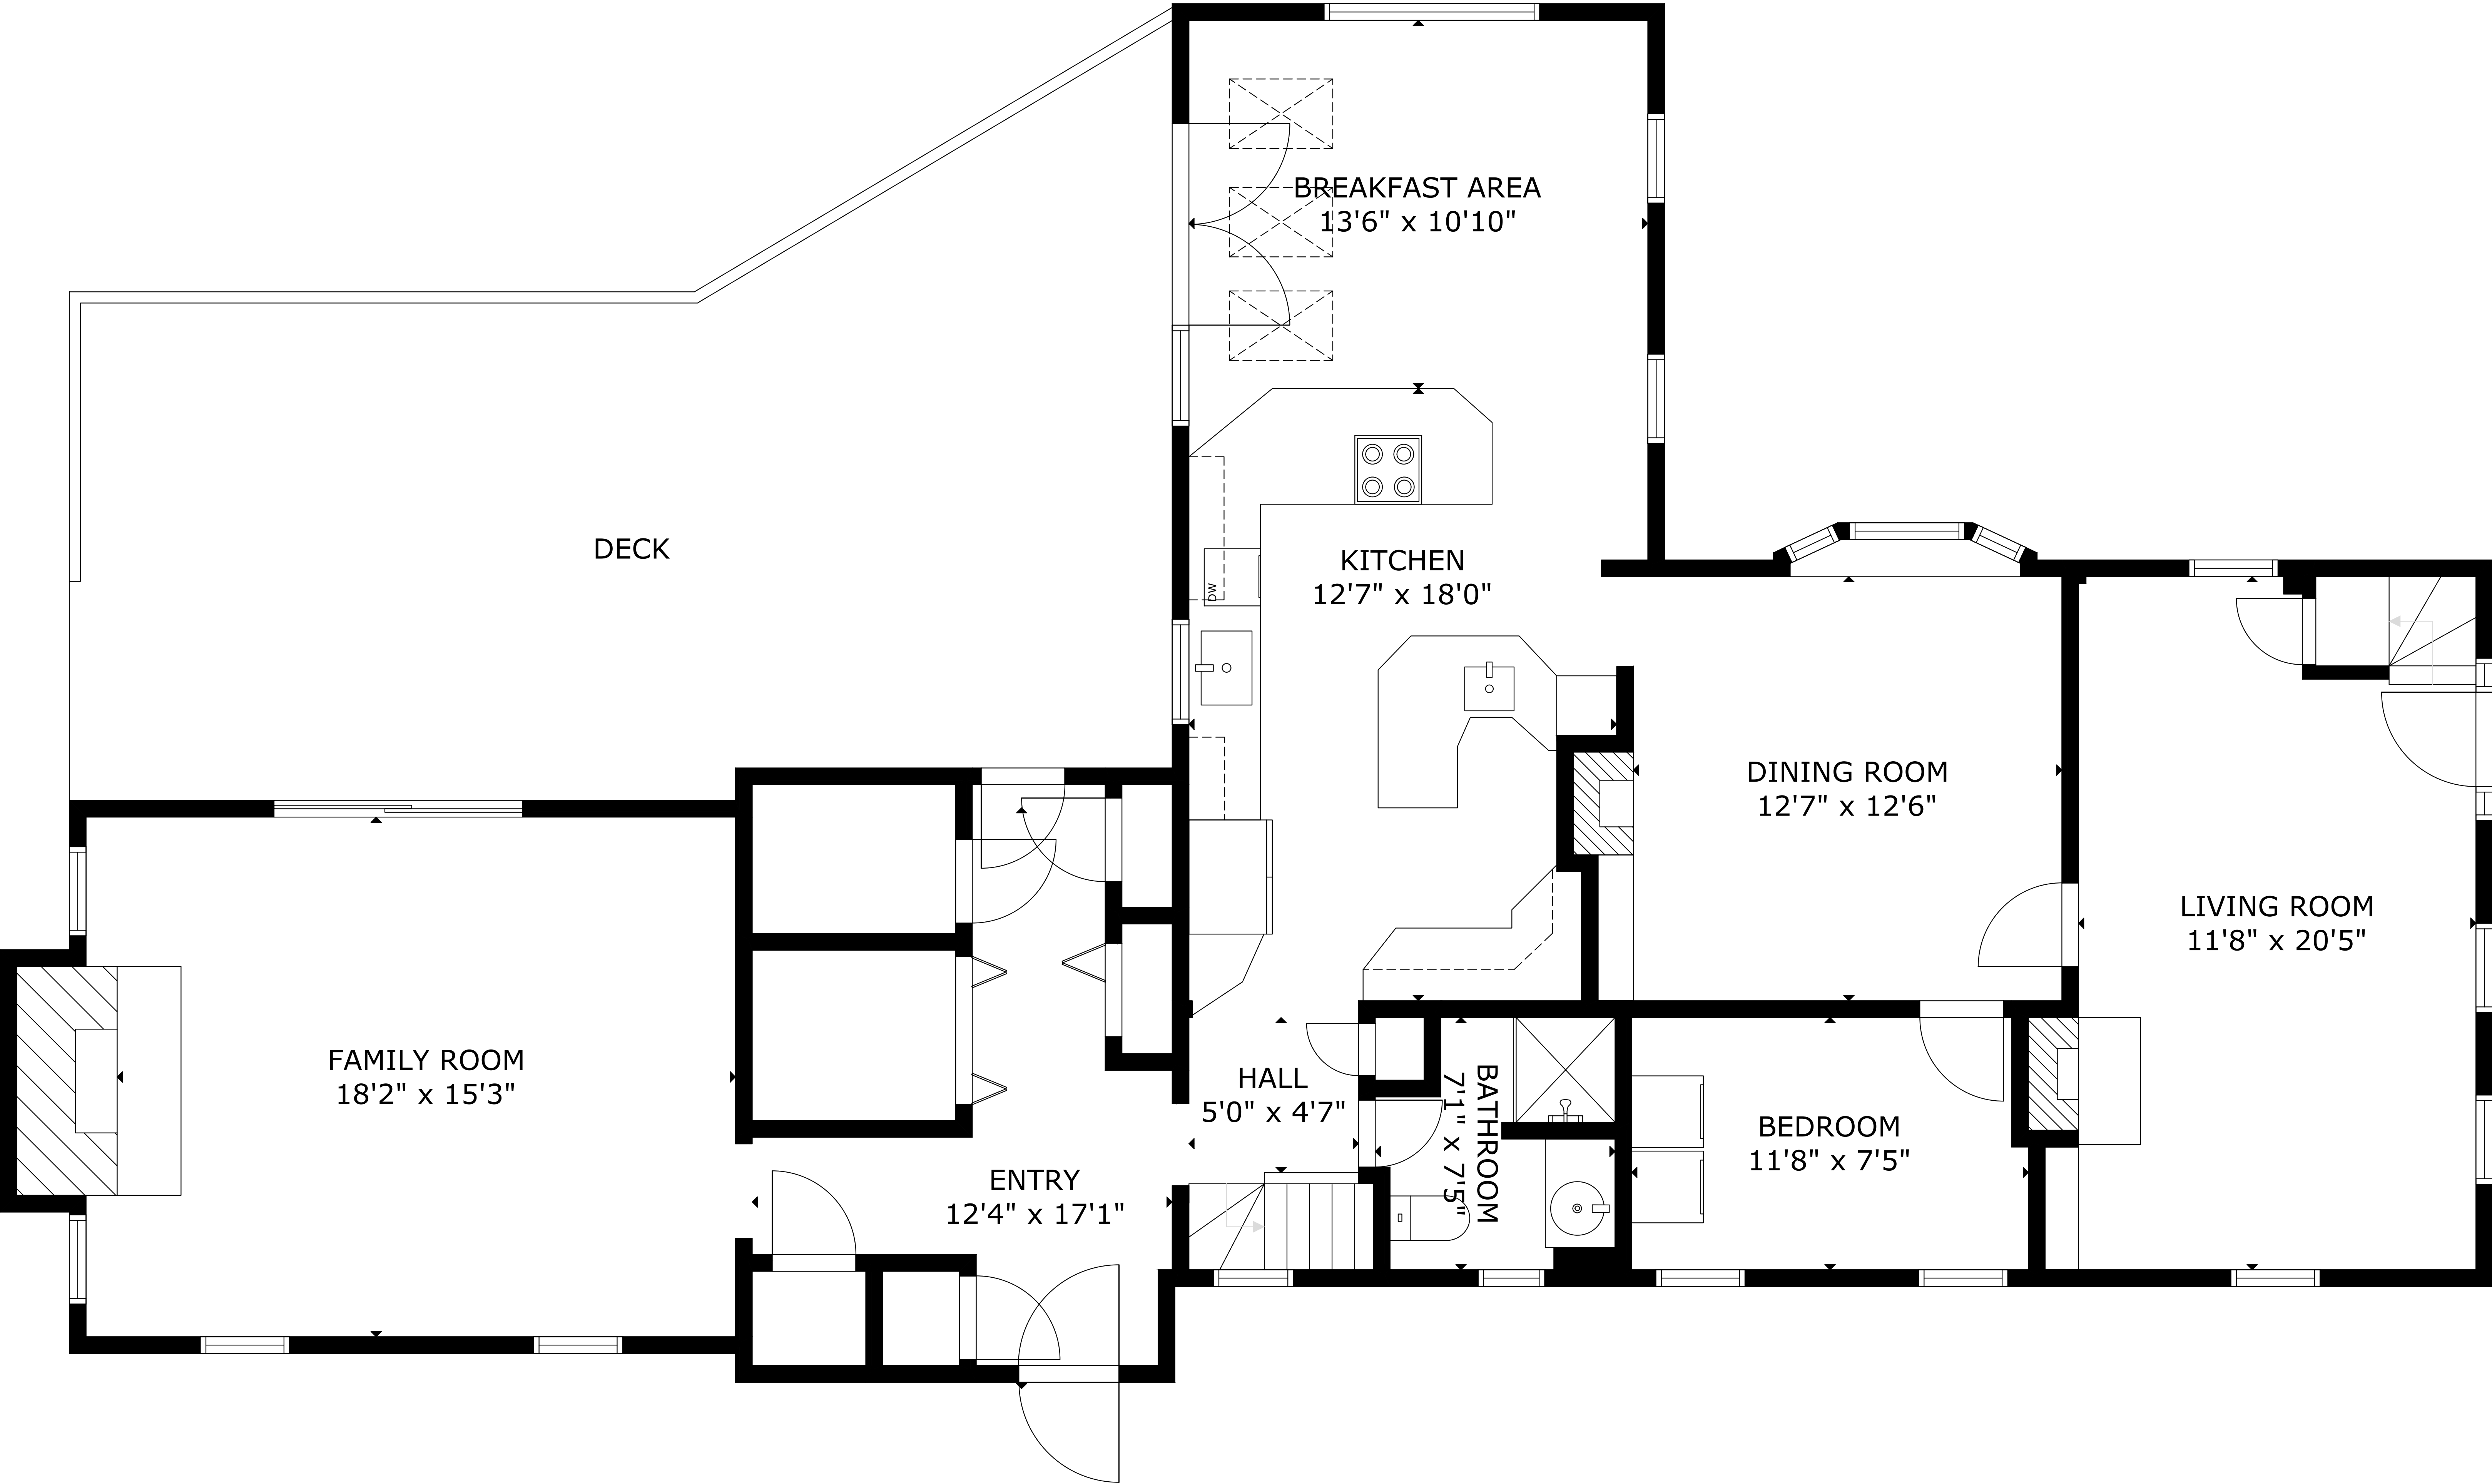 BREAKFAST AREA
13'6" x 10'10"
DECK
KITCHEN
12'7" x 18'0"
DW
DINING ROOM
12'7" x 12'6"
LIVING ROOM
11'8" x 20'5"
FAMILY ROOM
18'2" x 15'3"
HALL
5'0" x 4'7"
BATHROOM
7'1" x 7'5"
BEDROOM
11'8" x 7'5"
ENTRY
12'4" x 17'1"